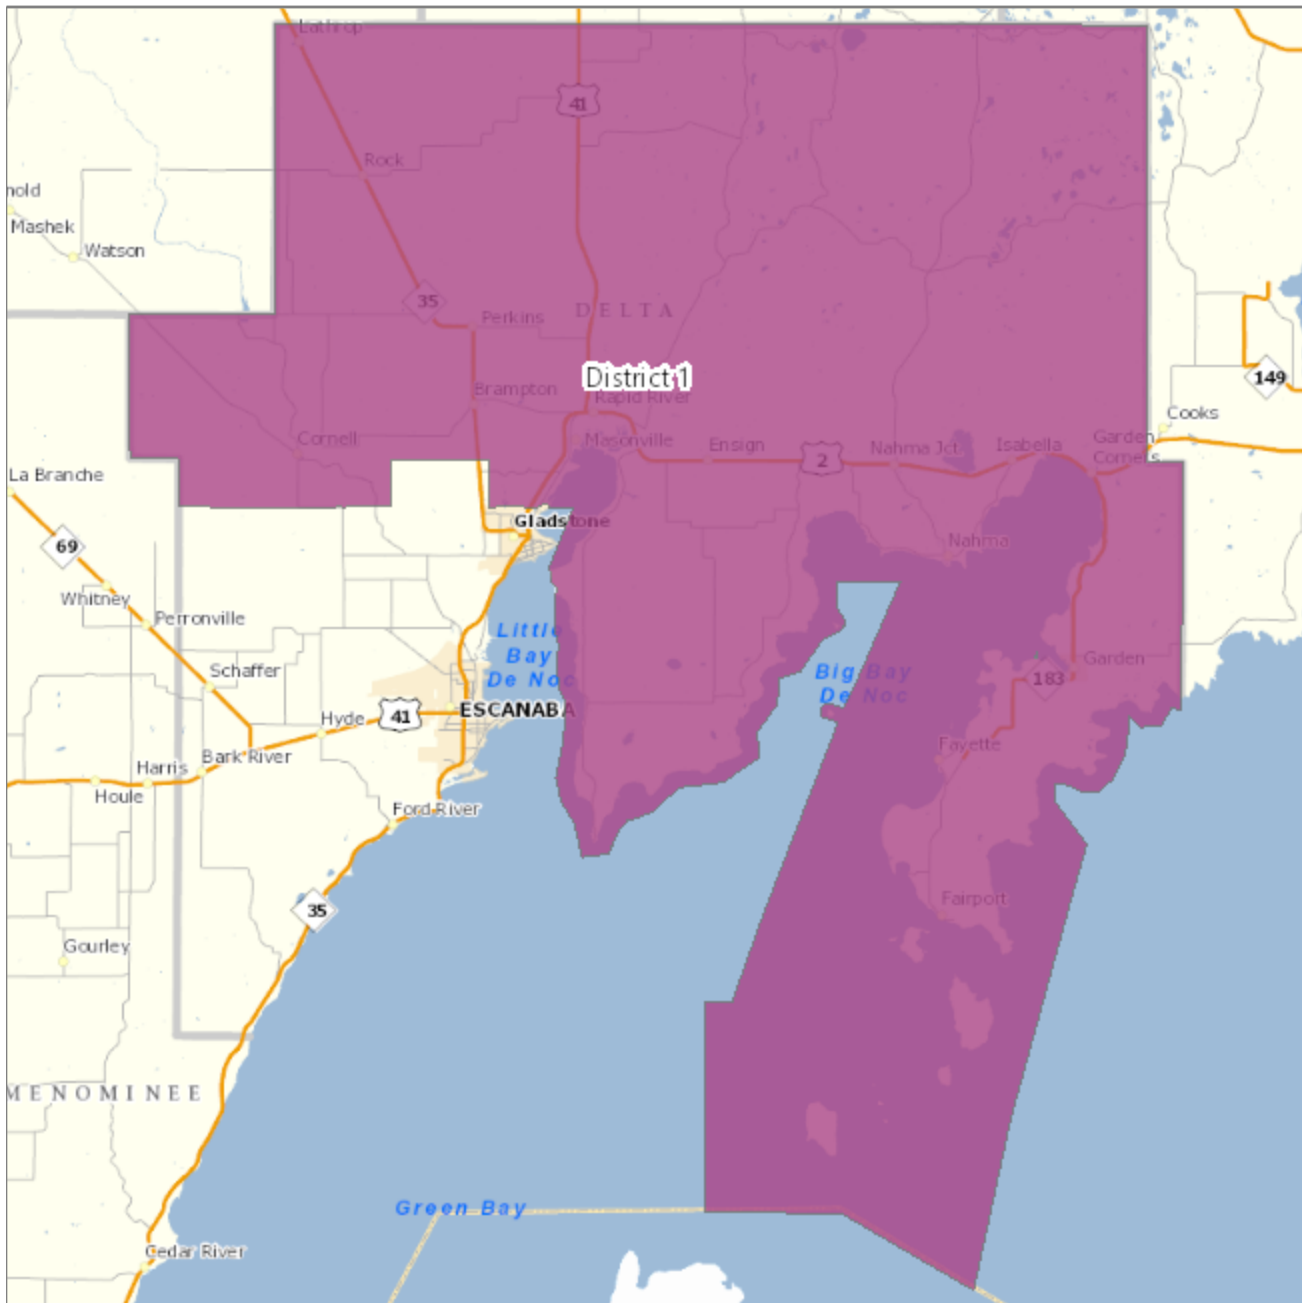 Lathrop
41
Rock
nold
Mashek
Watson
35
DELTA
Perkins
District 1
149
Brampton
Rapid River
Cooks
Cornell
Masonville
Ensign
2
Nahma Jct
Isabella
Garden
Corners
La Branche
Gladstone
69
Nahma
Whitney
Perronville
Little
Bay
De Noc
Schaffer
Big Bay
De Noc
183
Garden
ESCANABA
41
Hyde
Fayette
Bark River
Harris
Houle
Ford River
35
Fairport
Gourley
MENOMINEE
Green Bay
Cedar River